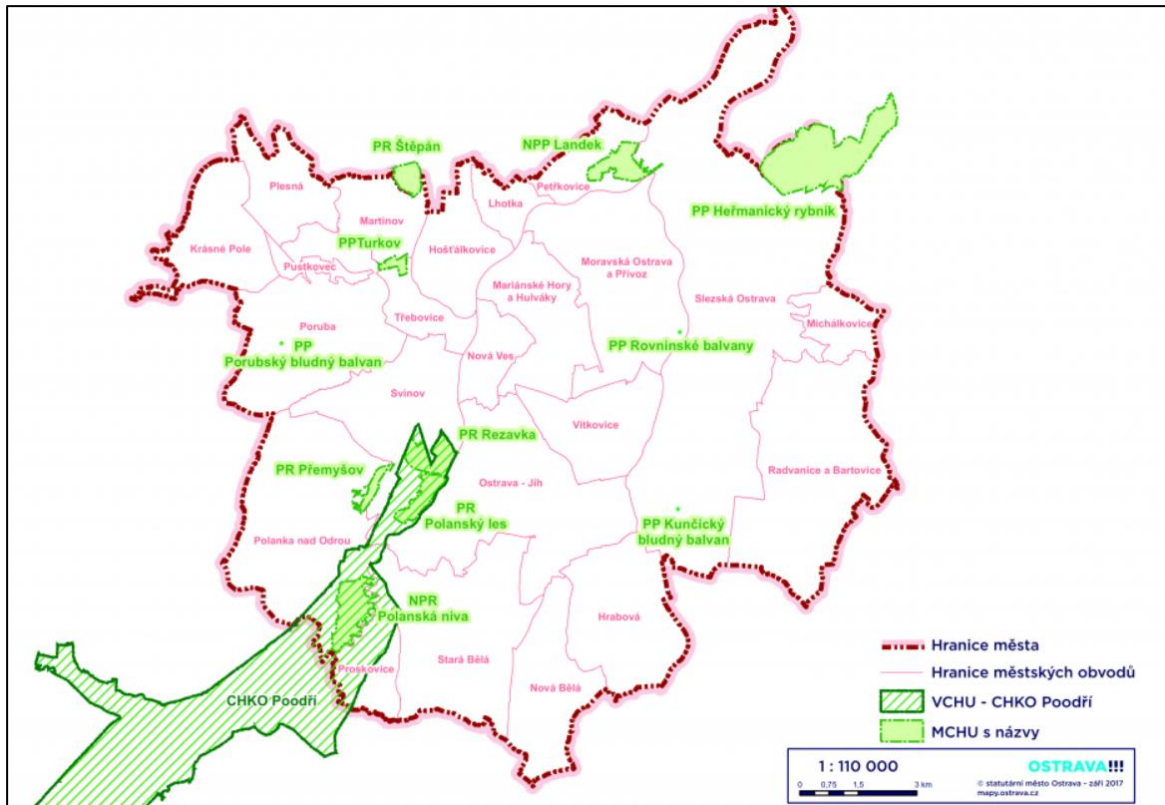 PR Štěpán
NPP Landek
PP Heřmanický rybník
Plesná
Petřkovice
Lhotka
Martinov
Krásné Pole
PPTurkov
Hošťálkovice
Pustkovec
Moravská Ostrava
a Přívoz
Mariánské Hory
a Hulváky
Slezská Ostrava
Michálkovice
Třebovice
Poruba
PP
Porubský bludný balvan
Nová Ves
PP Rovninské balvany
Svinov
Vítkovice
PR Rezavka
PR Přemyšov
Ostrava - Jih
Radvanice a Bartovice
PR
Polanský les
PP Kunčický
bludný balvan
Polanka nad Odrou
NPR
Polanská niva
Hrabová
Proskovice
Stará Bělá
Nová Bělá
CHKO Poodří
Hranice města
Hranice městských obvodů
VCHU - CHKO Poodří
MCHU s názvy
1 : 110 000
0 0,75 1,5 3 km
OSTRAVA!!!
© statutární město Ostrava - září 2017
mapy.ostrava.cz